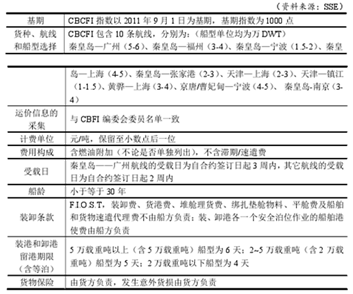 (资料来源:SSE)
基期
CBCFI 指数以 2011 年 9 月 1 日为基期，基期指数为1000 点
货种、航线
和船型选择
CBCFI 包含 10 条航线，分别为：（船型单位均为万 DWT）
秦皇岛—广州（5-6）、秦皇岛—福州（3-4）、秦皇岛—宁波（1.5-2）、秦皇
岛—上海（4-5）、秦皇岛—张家港（2-3）、天津—上海（2-3）、天津—镇江
（1-1.5）、黄骅—上海（3-4）、京唐/曹妃甸—宁波（4-5）、秦皇岛-南京（3-
4）
运价信息的
采集
与 CBFI 编委会委员名单一致
计费单位
元/吨，保留至小数点后一位
费用构成
含燃油附加（不论是否单独列出），不含滞期/速遣费
受载日
秦皇岛——广州航线的受载日为自合约签订日起 3 周内，其它航线的受载
日为自合约签订日起 2 周内
船龄
小于等于 30 年
装卸条款
F.I.O.S.T，装卸费、货港费、堆舱理货费、绑扎垫舱物料、平舱费及船舶
和货物速遣代理费不由船方负责；装、卸港各一个安全泊位作业的船舶港
使费由船方负责
装港和卸港
留港期限
（含等泊）
5 万载重吨以上（含 5 万载重吨）船型为 6 天；2~5 万载重吨（含 2 万
载重吨）船型为 5 天；2 万载重吨以下船型为 4 天
货物保险
由货方负责，发生意外货损由货方负责